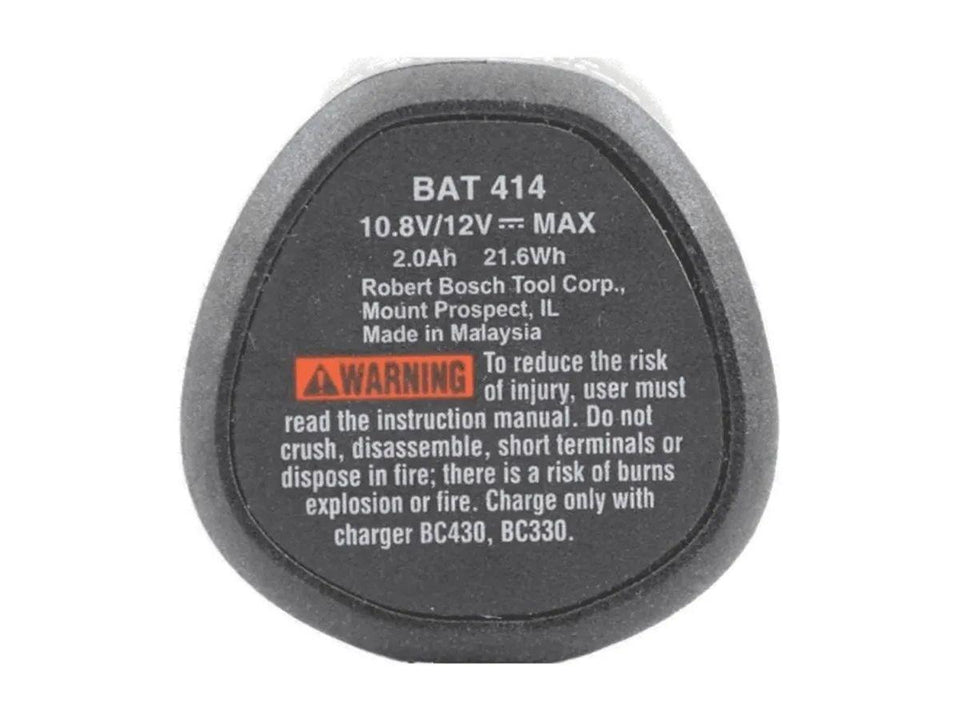 BAT 414
10.8V/12V ⎓ MAX
2.0Ah 21.6Wh
Robert Bosch Tool Corp.,
Mount Prospect, IL
Made in Malaysia
⚠WARNING To reduce the risk
of injury, user must
read the instruction manual. Do not
crush, disassemble, short terminals or
dispose in fire; there is a risk of burns
explosion or fire. Charge only with
charger BC430, BC330.